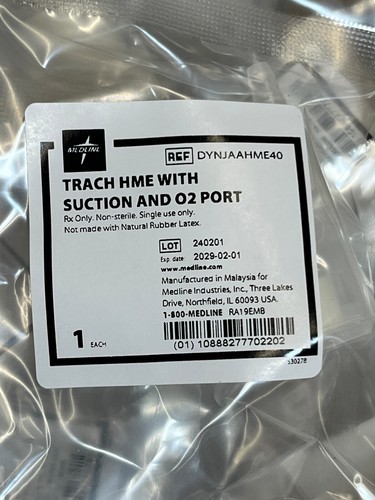 MEDLINE
REF DYNJAAHME40
TRACH HME WITH
SUCTION AND O2 PORT
Rx Only. Non-sterile. Single use only.
Not made with Natural Rubber Latex.
LOT 240201
Exp. date 2029-02-01
www.medline.com
Manufactured in Malaysia for
Medline Industries, Inc., Three Lakes
Drive, Northfield, IL 60093 USA.
1-800-MEDLINE RA19EMB
1 EACH
(01) 10888277702202